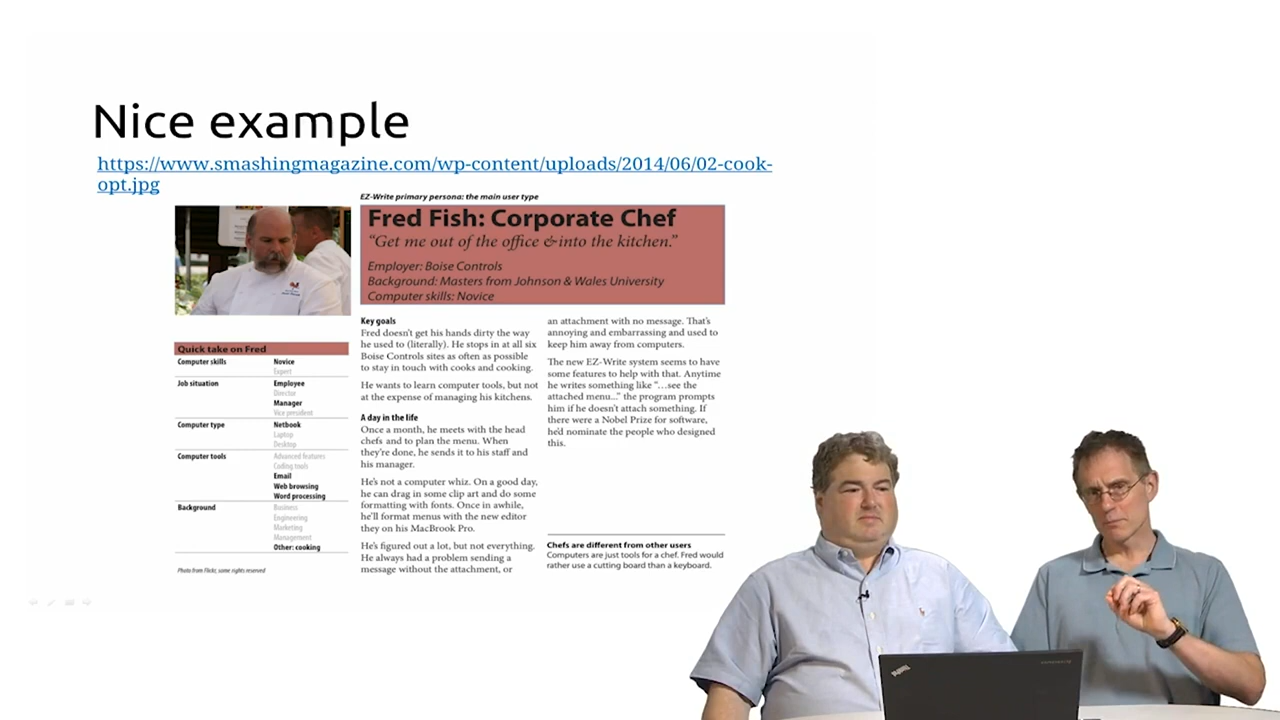 Nice example
https://www.smashingmagazine.com/wp-content/uploads/2014/06/02-cook-
opt.jpg
EZ-Write primary persona: the main user type
Fred Fish: Corporate Chef
“Get me out of the office & into the kitchen.”
Employer: Boise Controls
Background: Masters from Johnson & Wales University
Computer skills: Novice
Quick take on Fred
Computer skills Novice
Expert
Job situation Employee
Director
Manager
Vice president
Computer type Netbook
Laptop
Desktop
Computer tools Advanced features
Coding tools
Email
Web browsing
Word processing
Background Business
Engineering
Marketing
Management
Other: cooking
Photo from Flickr, some rights reserved
Key goals
Fred doesn’t get his hands dirty the way
he used to (literally). He stops in at all six
Boise Controls sites as often as possible
to stay in touch with cooks and cooking.
He wants to learn computer tools, but not
at the expense of managing his kitchens.
A day in the life
Once a month, he meets with the head
chefs and to plan the menu. When
they’re done, he sends it to his staff and
his manager.
He’s not a computer whiz. On a good day,
he can drag in some clip art and do some
formatting with fonts. Once in awhile,
he’ll format menus with the new editor
they on his MacBrook Pro.
He’s figured out a lot, but not everything.
He always had a problem sending a
message without the attachment, or
an attachment with no message. That’s
annoying and embarrassing and used to
keep him away from computers.
The new EZ-Write system seems to have
some features to help with that. Anytime
he writes something like “…see the
attached menu...” the program prompts
him if he doesn’t attach something. If
there were a Nobel Prize for software,
he’d nominate the people who designed
this.
Chefs are different from other users
Computers are just tools for a chef. Fred would
rather use a cutting board than a keyboard.
ThinkPad